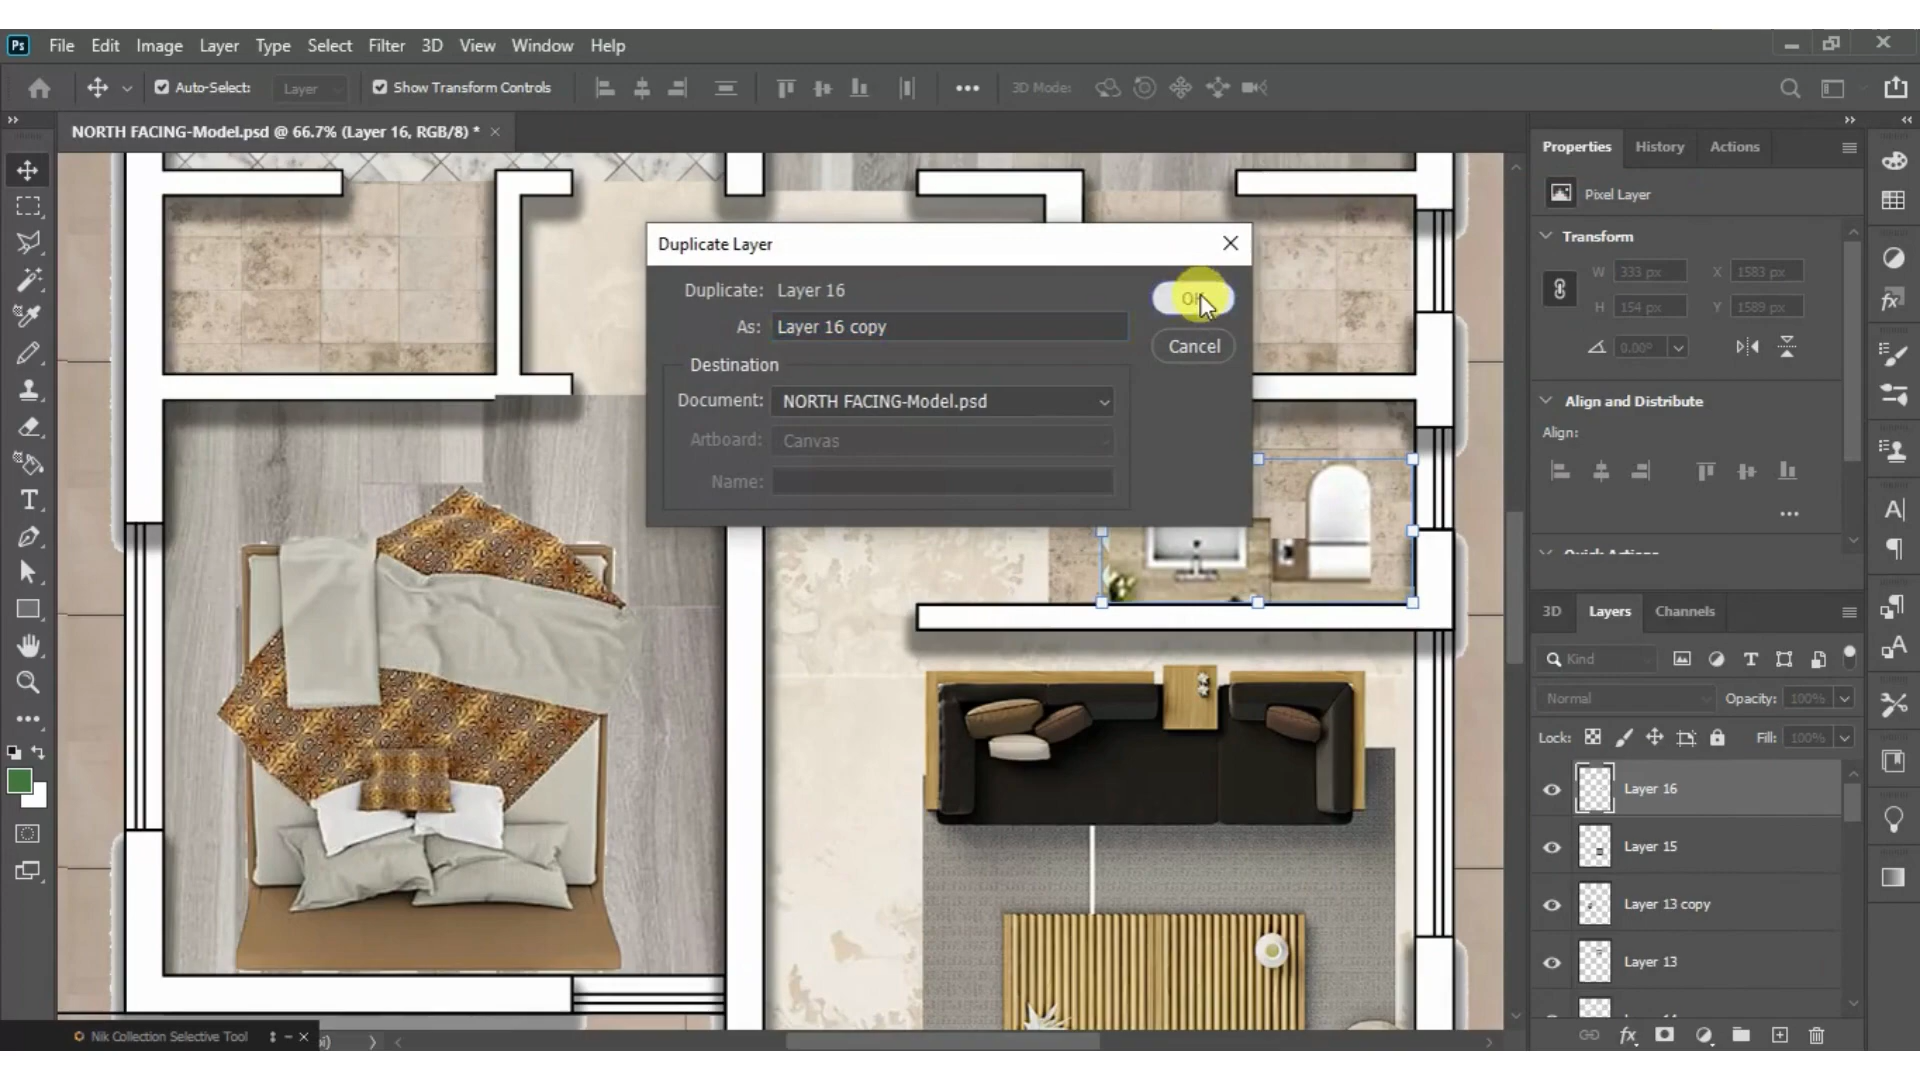 Ps File Edit Image Layer Type Select Filter 3D View Window Help
Auto-Select: Layer Show Transform Controls 3D Mode:
NORTH FACING-Model.psd @ 66.7% (Layer 16, RGB/8) *
Duplicate Layer
Duplicate: Layer 16
As: Layer 16 copy
Cancel
Destination
Document: NORTH FACING-Model.psd
Artboard: Canvas
Name:
Properties History Actions
Pixel Layer
Transform
W 333 px X 1583 px
H 154 px Y 1589 px
0.00°
Align and Distribute
Align:
3D Layers Channels
Kind
Normal Opacity: 100%
Lock: Fill: 100%
Layer 16
Layer 15
Layer 13 copy
Layer 13
Nik Collection Selective Tool